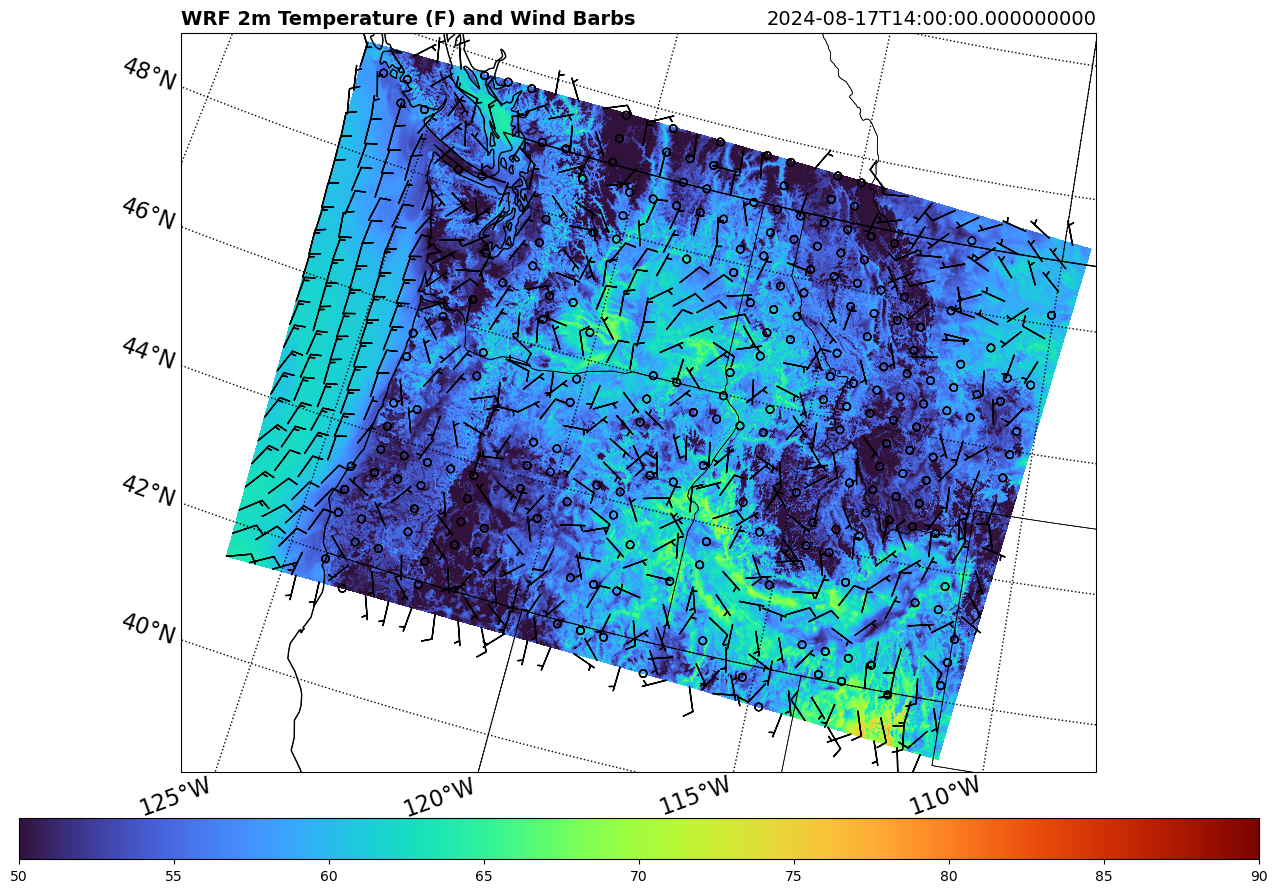 WRF 2m Temperature (F) and Wind Barbs
2024-08-17T14:00:00.000000000
48°N
46°N
44°N
42°N
40°N
125°W
120°W
115°W
110°W
50
55
60
65
70
75
80
85
90